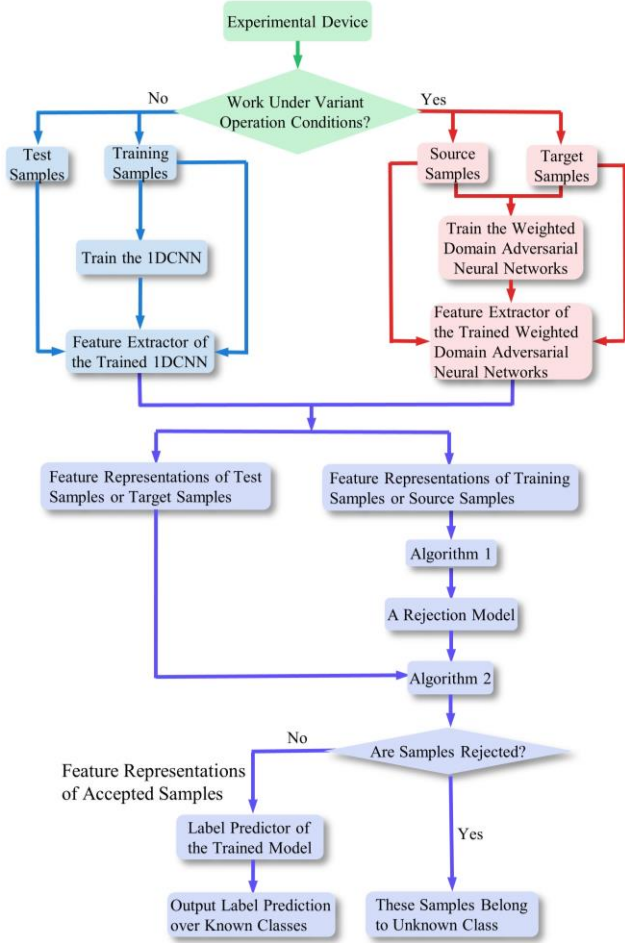 Experimental Device
Work Under Variant
Operation Conditions?
No
Yes
Test
Samples
Training
Samples
Source
Samples
Target
Samples
Train the 1DCNN
Train the Weighted
Domain Adversarial
Neural Networks
Feature Extractor of
the Trained 1DCNN
Feature Extractor of
the Trained Weighted
Domain Adversarial
Neural Networks
Feature Representations of Test
Samples or Target Samples
Feature Representations of Training
Samples or Source Samples
Algorithm 1
A Rejection Model
Algorithm 2
Are Samples Rejected?
No
Feature Representations
of Accepted Samples
Yes
Label Predictor of
the Trained Model
Output Label Prediction
over Known Classes
These Samples Belong
to Unknown Class